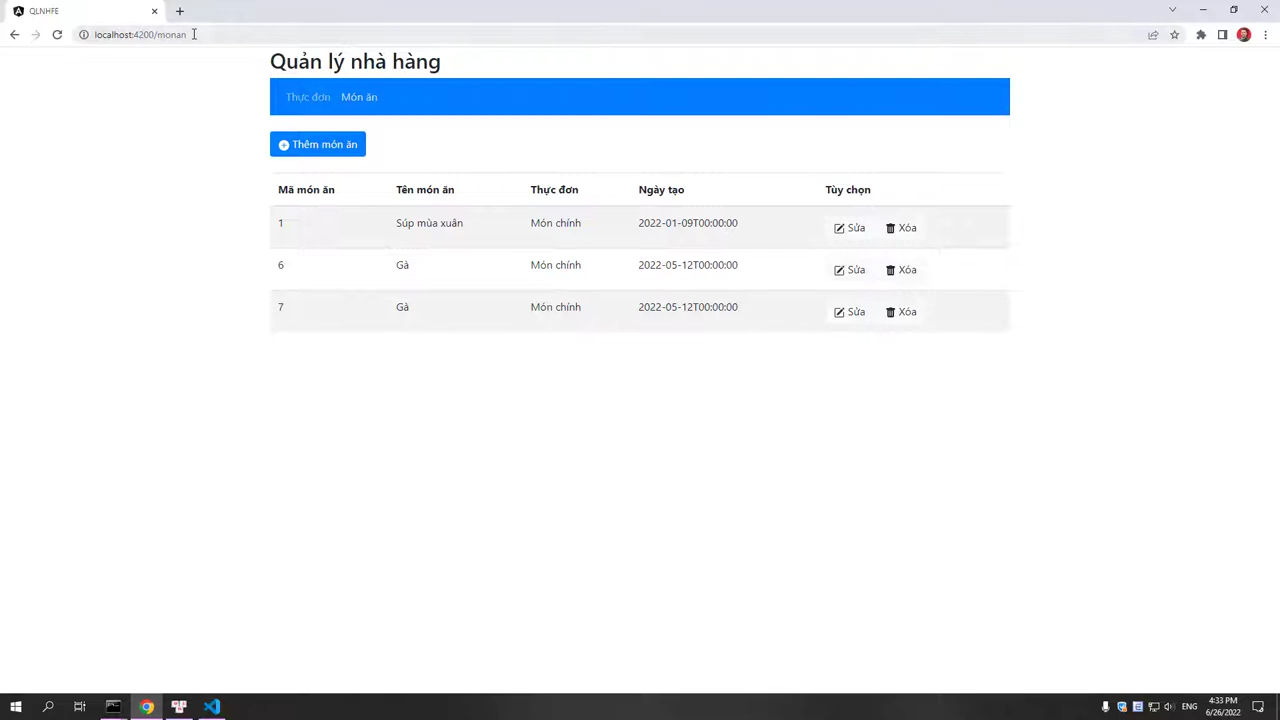 QLNHFE
localhost:4200/monan
Quản lý nhà hàng
Thực đơn Món ăn
Thêm món ăn
Mã món ăn Tên món ăn Thực đơn Ngày tạo Tùy chọn
1 Súp mùa xuân Món chính 2022-01-09T00:00:00 Sửa Xóa
6 Gà Món chính 2022-05-12T00:00:00 Sửa Xóa
7 Gà Món chính 2022-05-12T00:00:00 Sửa Xóa
ENG
4:33 PM
6/26/2022